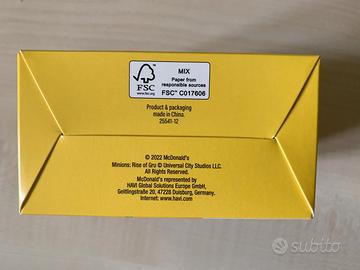 FSC
www.fsc.org
MIX
Paper from
responsible sources
FSC™ C017606
Product & packaging
made in China.
25541-12
© 2022 McDonald's
Minions: Rise of Gru © Universal City Studios LLC.
All Rights Reserved.
McDonald's represented by
HAVI Global Solutions Europe GmbH,
Geitlingstraße 20, 47228 Duisburg, Germany.
Internet: www.havi.com
subito